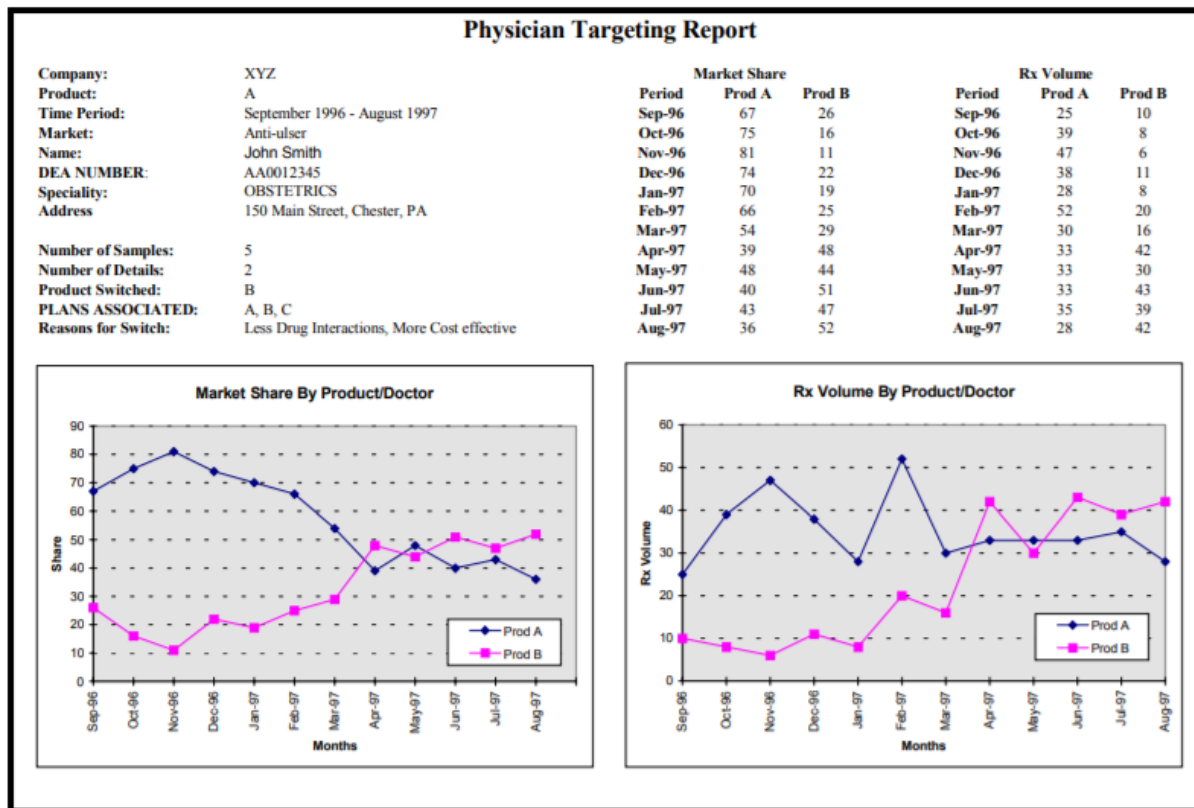 Physician Targeting Report
Company: XYZ
Product: A
Time Period: September 1996 - August 1997
Market: Anti-ulser
Name: John Smith
DEA NUMBER: AA0012345
Speciality: OBSTETRICS
Address 150 Main Street, Chester, PA
Number of Samples: 5
Number of Details: 2
Product Switched: B
PLANS ASSOCIATED: A, B, C
Reasons for Switch: Less Drug Interactions, More Cost effective
Market Share
Period Prod A Prod B
Sep-96 67 26
Oct-96 75 16
Nov-96 81 11
Dec-96 74 22
Jan-97 70 19
Feb-97 66 25
Mar-97 54 29
Apr-97 39 48
May-97 48 44
Jun-97 40 51
Jul-97 43 47
Aug-97 36 52
Rx Volume
Period Prod A Prod B
Sep-96 25 10
Oct-96 39 8
Nov-96 47 6
Dec-96 38 11
Jan-97 28 8
Feb-97 52 20
Mar-97 30 16
Apr-97 33 42
May-97 33 30
Jun-97 33 43
Jul-97 35 39
Aug-97 28 42
Market Share By Product/Doctor
Share
90
80
70
60
50
40
30
20
10
0
Prod A
Prod B
Sep-96
Oct-96
Nov-96
Dec-96
Jan-97
Feb-97
Mar-97
Apr-97
May-97
Jun-97
Jul-97
Aug-97
Months
Rx Volume By Product/Doctor
Rx Volume
60
50
40
30
20
10
0
Prod A
Prod B
Sep-96
Oct-96
Nov-96
Dec-96
Jan-97
Feb-97
Mar-97
Apr-97
May-97
Jun-97
Jul-97
Aug-97
Months